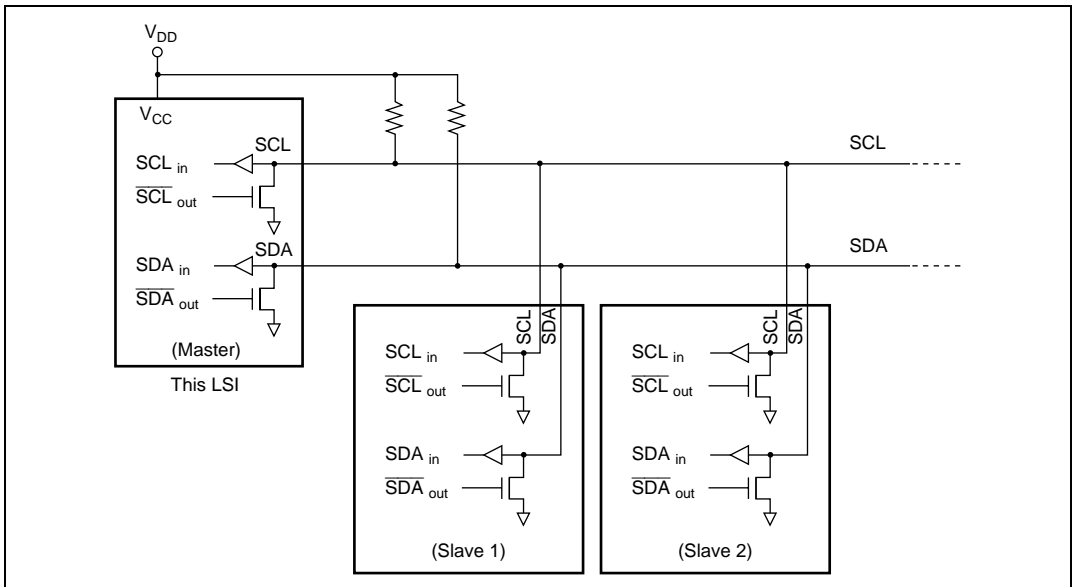 VDD
VCC
SCL
SCL in
SCL out
SDA
SDA in
SDA out
(Master)
This LSI
SCL
SDA
SCL
SDA
SCL in
SCL out
SDA in
SDA out
(Slave 1)
SCL
SDA
SCL in
SCL out
SDA in
SDA out
(Slave 2)